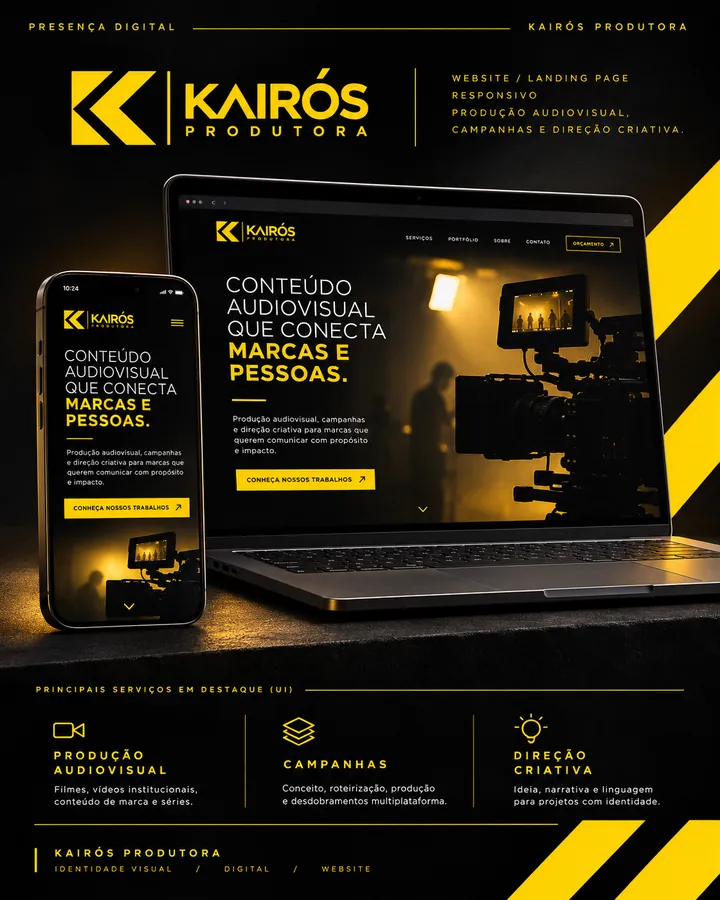 PRESENÇA DIGITAL
KAIRÓS PRODUTORA
KAIRÓS
PRODUTORA
WEBSITE / LANDING PAGE
RESPONSIVO
PRODUÇÃO AUDIOVISUAL,
CAMPANHAS E DIREÇÃO CRIATIVA.
KAIRÓS
PRODUTORA
SERVIÇOS
PORTFÓLIO
SOBRE
CONTATO
ORÇAMENTO
CONTEÚDO
AUDIOVISUAL
QUE CONECTA
MARCAS E
PESSOAS.
Produção audiovisual, campanhas
e direção criativa para marcas que
querem comunicar com propósito
e impacto.
CONHEÇA NOSSOS TRABALHOS
10:24
KAIRÓS
PRODUTORA
CONTEÚDO
AUDIOVISUAL
QUE CONECTA
MARCAS E
PESSOAS.
Produção audiovisual, campanhas
e direção criativa para marcas que
querem comunicar com propósito
e impacto.
CONHEÇA NOSSOS TRABALHOS
PRINCIPAIS SERVIÇOS EM DESTAQUE (UI)
PRODUÇÃO
AUDIOVISUAL
Filmes, vídeos institucionais,
conteúdo de marca e séries.
CAMPANHAS
Conceito, roteirização, produção
e desdobramentos multiplataforma.
DIREÇÃO
CRIATIVA
Ideia, narrativa e linguagem
para projetos com identidade.
KAIRÓS PRODUTORA
IDENTIDADE VISUAL / DIGITAL / WEBSITE